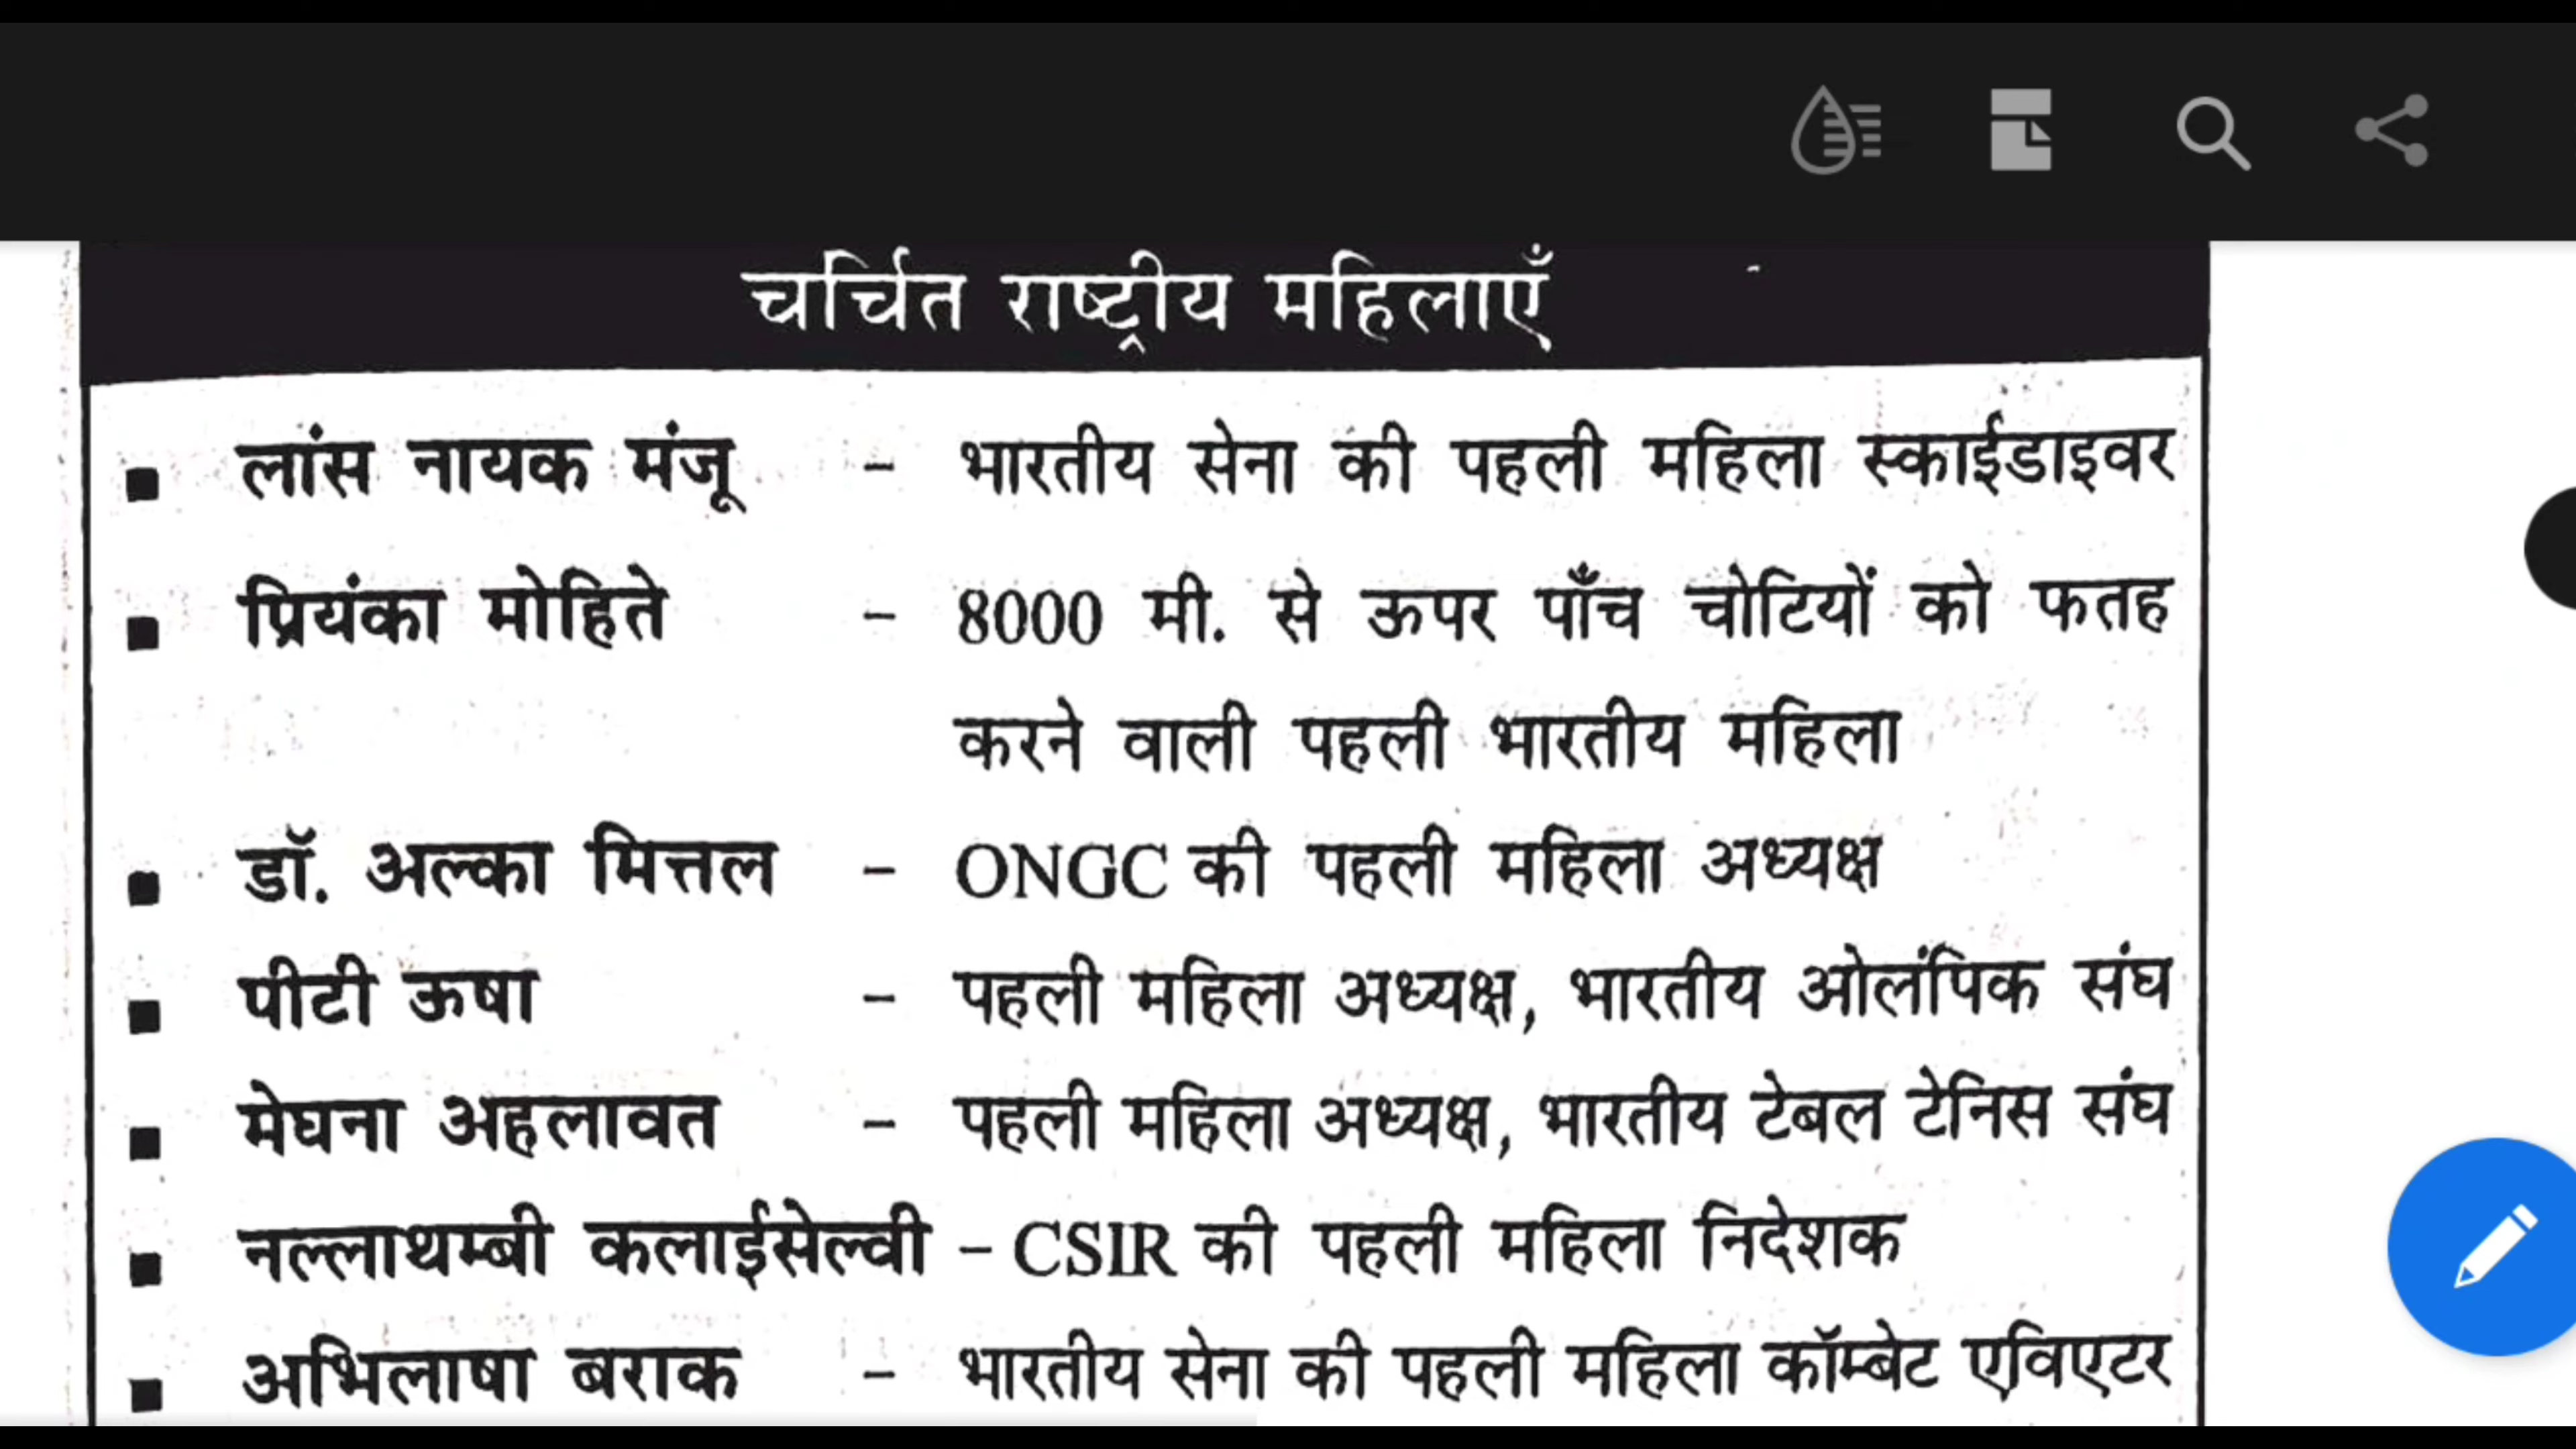 चर्चित राष्ट्रीय महिलाएँ
▪ लांस नायक मंजू - भारतीय सेना की पहली महिला स्काईडाइवर
▪ प्रियंका मोहिते - 8000 मी. से ऊपर पाँच चोटियों को फतह
करने वाली पहली भारतीय महिला
▪ डॉ. अल्का मित्तल - ONGC की पहली महिला अध्यक्ष
▪ पीटी ऊषा - पहली महिला अध्यक्ष, भारतीय ओलंपिक संघ
▪ मेघना अहलावत - पहली महिला अध्यक्ष, भारतीय टेबल टेनिस संघ
▪ नल्लाथम्बी कलाईसेल्वी - CSIR की पहली महिला निदेशक
▪ अभिलाषा बराक - भारतीय सेना की पहली महिला कॉम्बेट एविएटर